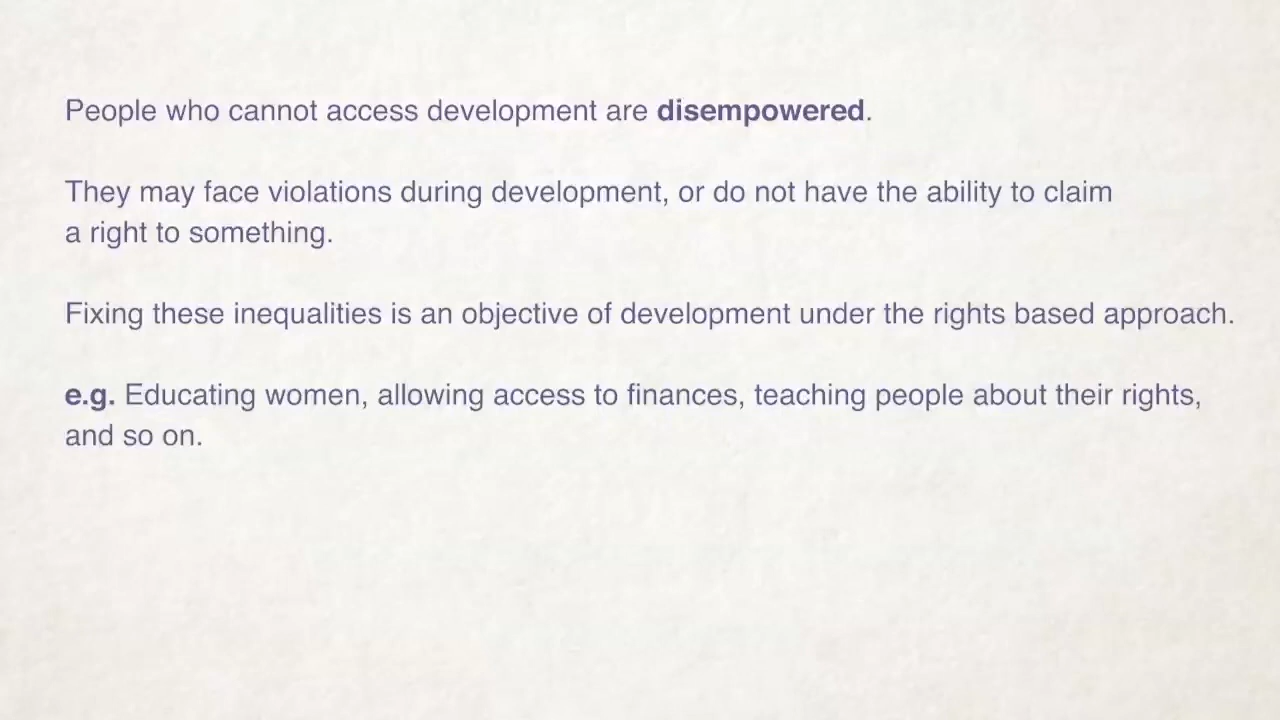 People who cannot access development are disempowered.
They may face violations during development, or do not have the ability to claim
a right to something.
Fixing these inequalities is an objective of development under the rights based approach.
e.g. Educating women, allowing access to finances, teaching people about their rights,
and so on.